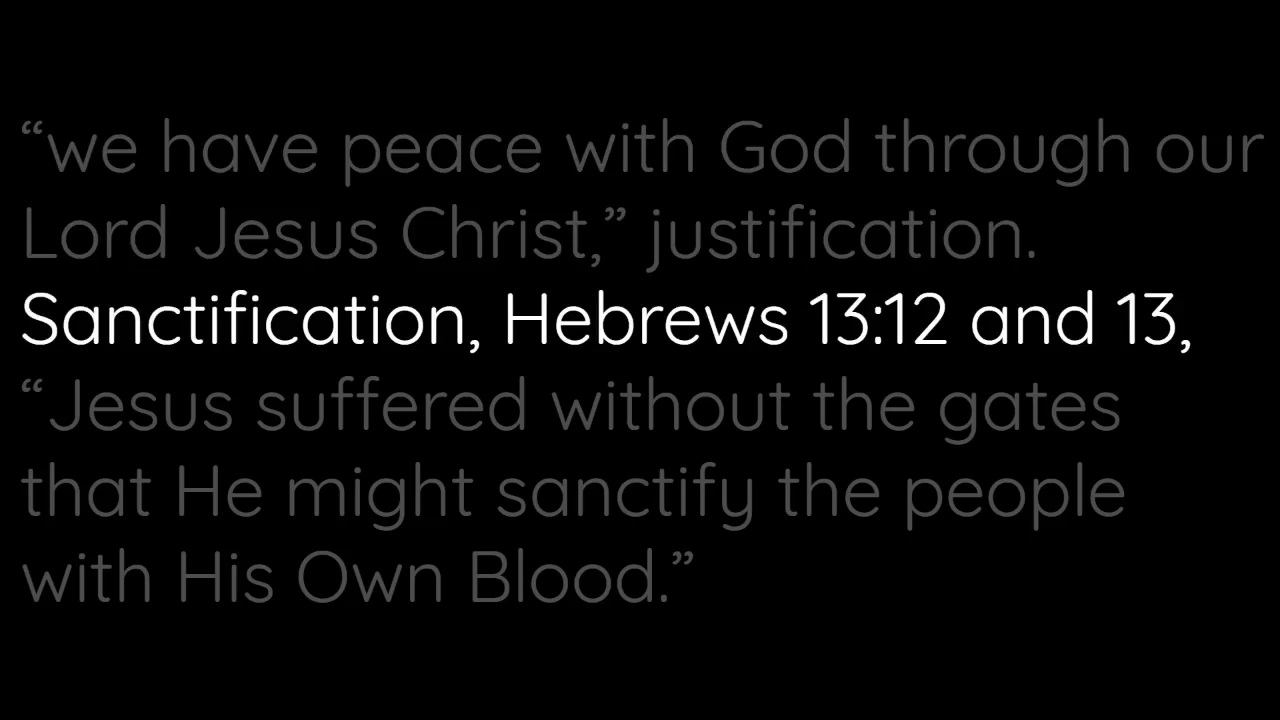 “we have peace with God through our
Lord Jesus Christ,” justification.
Sanctification, Hebrews 13:12 and 13,
“Jesus suffered without the gates
that He might sanctify the people
with His Own Blood.”